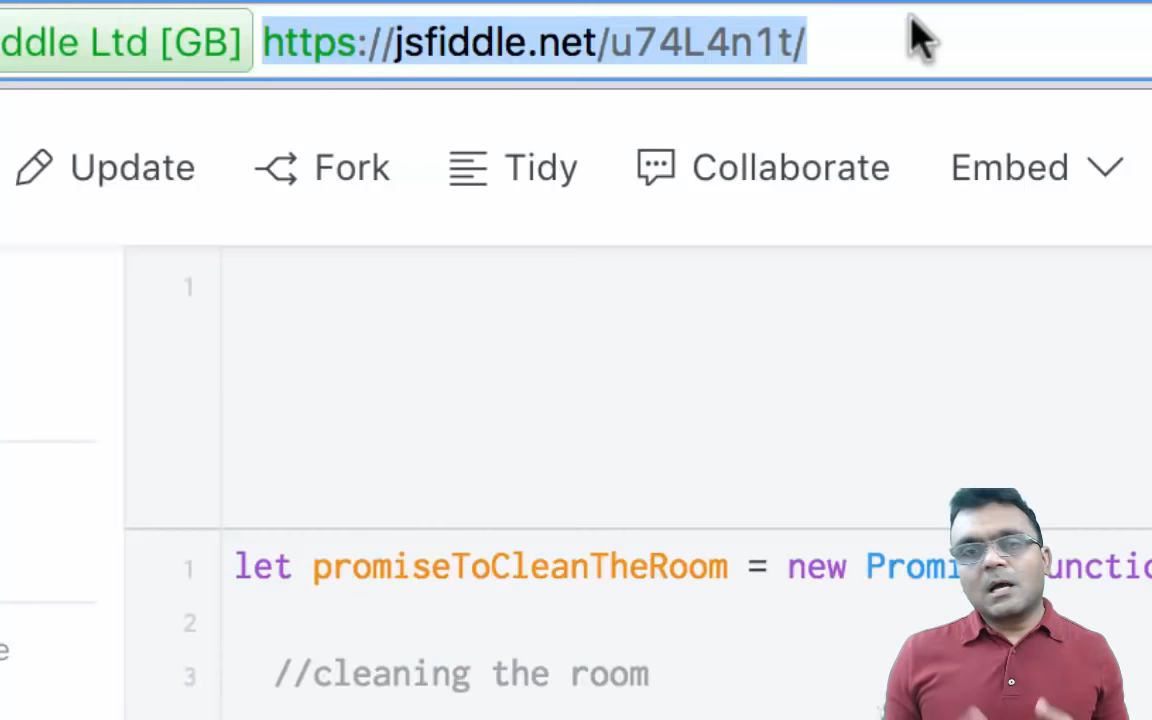 ddle Ltd [GB] https://jsfiddle.net/u74L4n1t/
Update Fork Tidy Collaborate Embed
1
1 let promiseToCleanTheRoom = new Promi unctio
2
e
3 //cleaning the room